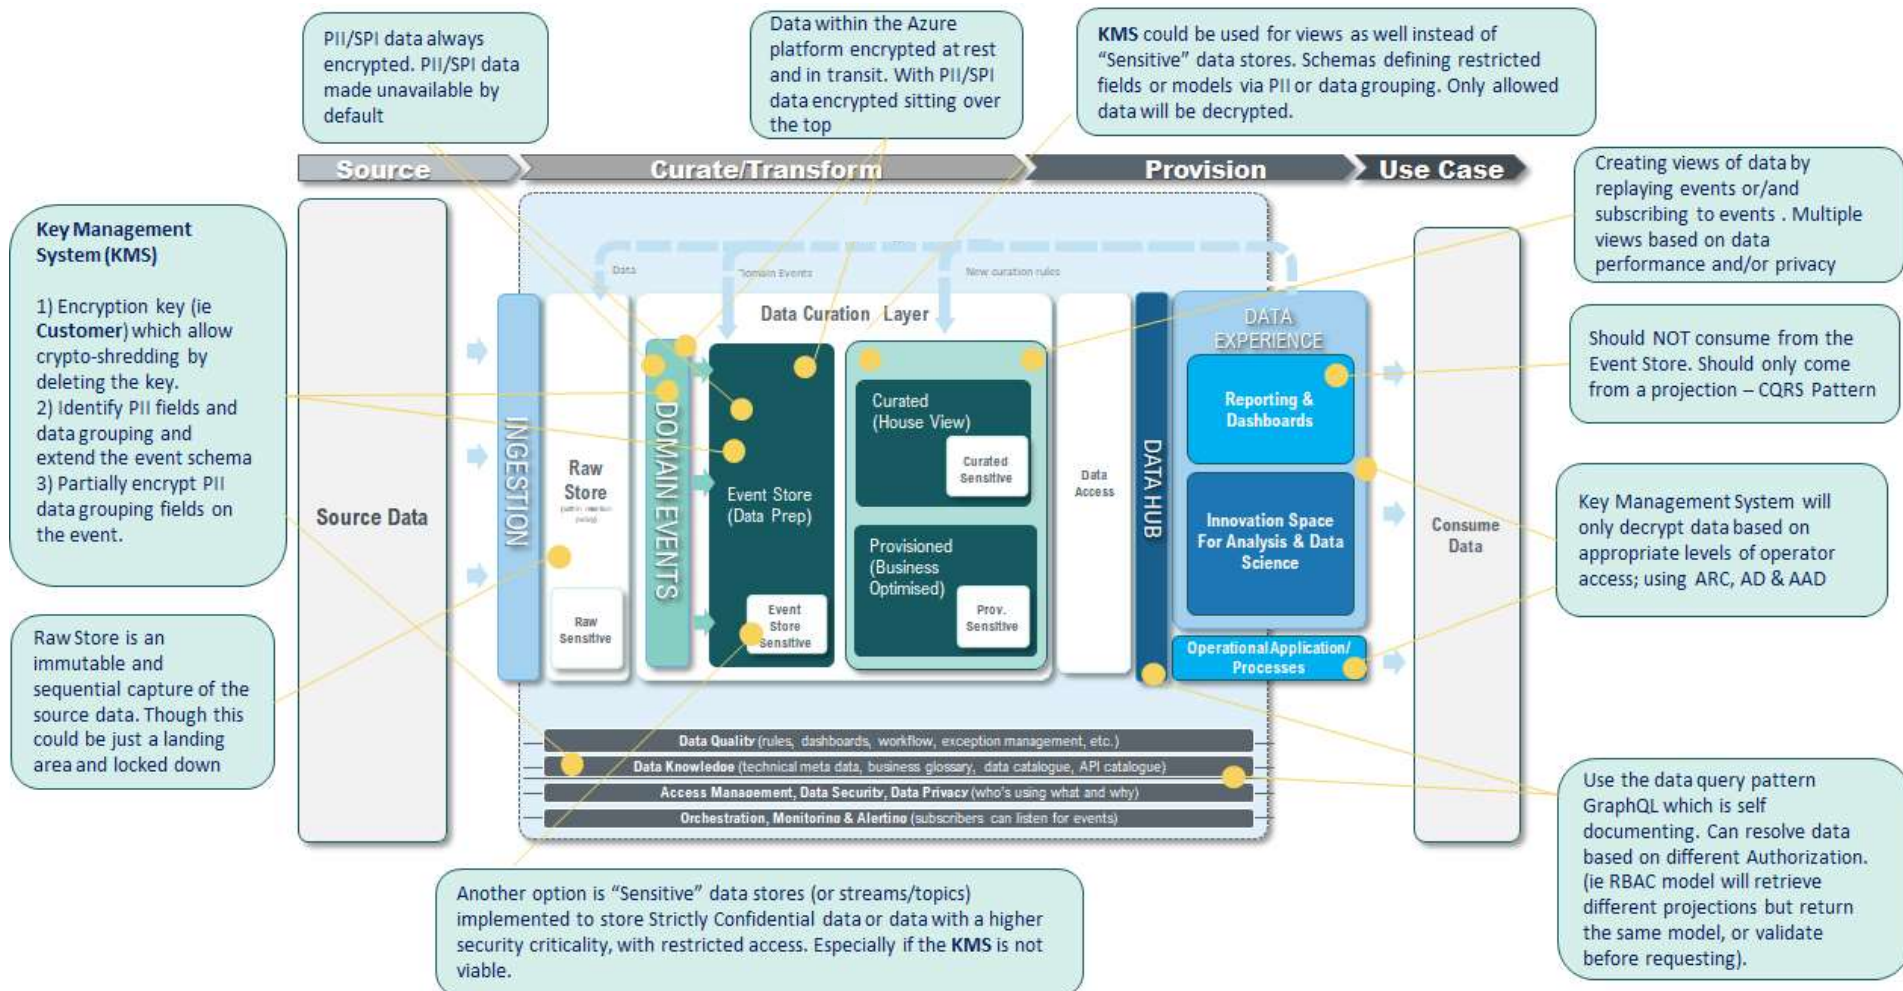 PII/SPI data always
encrypted. PII/SPI data
made unavailable by
default
Data within the Azure
platform encrypted at rest
and in transit. With PII/SPI
data encrypted sitting over
the top
KMS could be used for views as well instead of
“Sensitive” data stores. Schemas defining restricted
fields or models via PII or data grouping. Only allowed
data will be decrypted.
Source
Curate/Transform
Provision
Use Case
Creating views of data by
replaying events or/and
subscribing to events . Multiple
views based on data
performance and/or privacy
Key Management
System (KMS)
1) Encryption key (ie
Customer) which allow
crypto-shredding by
deleting the key.
2) Identify PII fields and
data grouping and
extend the event schema
3) Partially encrypt PII
data grouping fields on
the event.
Raw Store is an
immutable and
sequential capture of the
source data. Though this
could be just a landing
area and locked down
Source Data
INGESTION
Data
Domain Events
New curation rules
Raw
Store
(within retention
policy)
Raw
Sensitive
Data Curation Layer
DOMAIN EVENTS
Event Store
(Data Prep)
Event
Store
Sensitive
Curated
(House View)
Curated
Sensitive
Provisioned
(Business
Optimised)
Prov.
Sensitive
Data
Access
DATA HUB
DATA
EXPERIENCE
Reporting &
Dashboards
Innovation Space
For Analysis & Data
Science
Operational Application/
Processes
Consume
Data
Should NOT consume from the
Event Store. Should only come
from a projection – CQRS Pattern
Key Management System will
only decrypt data based on
appropriate levels of operator
access; using ARC, AD & AAD
Data Quality (rules, dashboards, workflow, exception management, etc.)
Data Knowledge (technical meta data, business glossary, data catalogue, API catalogue)
Access Management, Data Security, Data Privacy (who's using what and why)
Orchestration, Monitoring & Alerting (subscribers can listen for events)
Another option is “Sensitive” data stores (or streams/topics)
implemented to store Strictly Confidential data or data with a higher
security criticality, with restricted access. Especially if the KMS is not
viable.
Use the data query pattern
GraphQL which is self
documenting. Can resolve data
based on different Authorization.
(ie RBAC model will retrieve
different projections but return
the same model, or validate
before requesting).